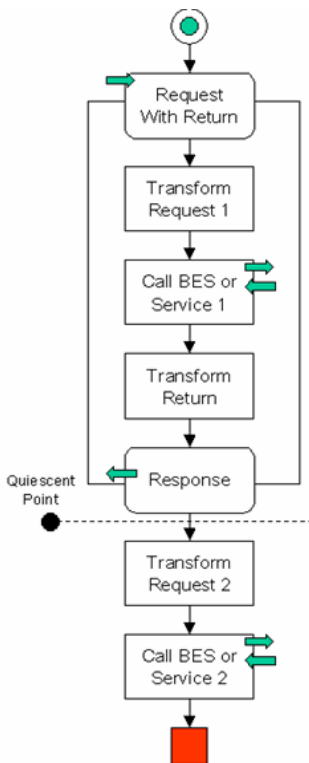 Request
With Return
Transform
Request 1
Call BES or
Service 1
Transform
Return
Response
Quiescent
Point
Transform
Request 2
Call BES or
Service 2